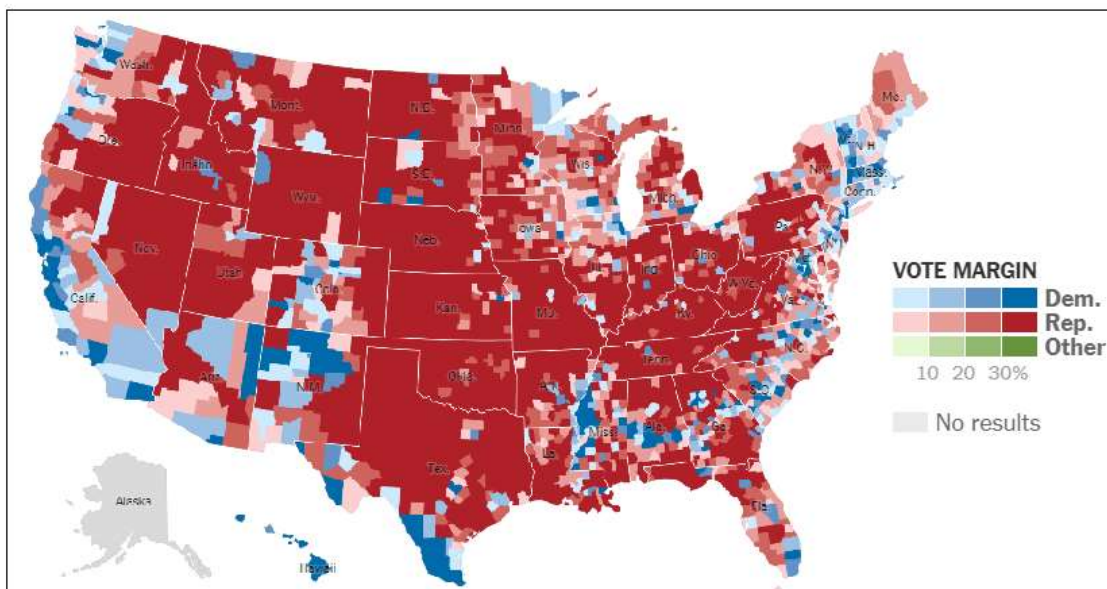 Wash.
Me.
Mont.
N.D.
Minn.
N.H.
Ore.
Idaho
S.D.
Wis.
N.Y.
Mass.
Mich.
Conn.
Wyo.
Iowa
Pa.
Neb.
Nev.
Utah
Ill.
Ind.
Ohio
Colo.
W.Va.
Calif.
Kan.
Mo.
Ky.
Va.
Tenn.
N.C.
Ariz.
N.M.
Okla.
S.C.
Miss.
Ala.
Ga.
Tex.
La.
Fla.
Alaska
Hawaii
VOTE MARGIN
Dem.
Rep.
Other
10 20 30%
No results